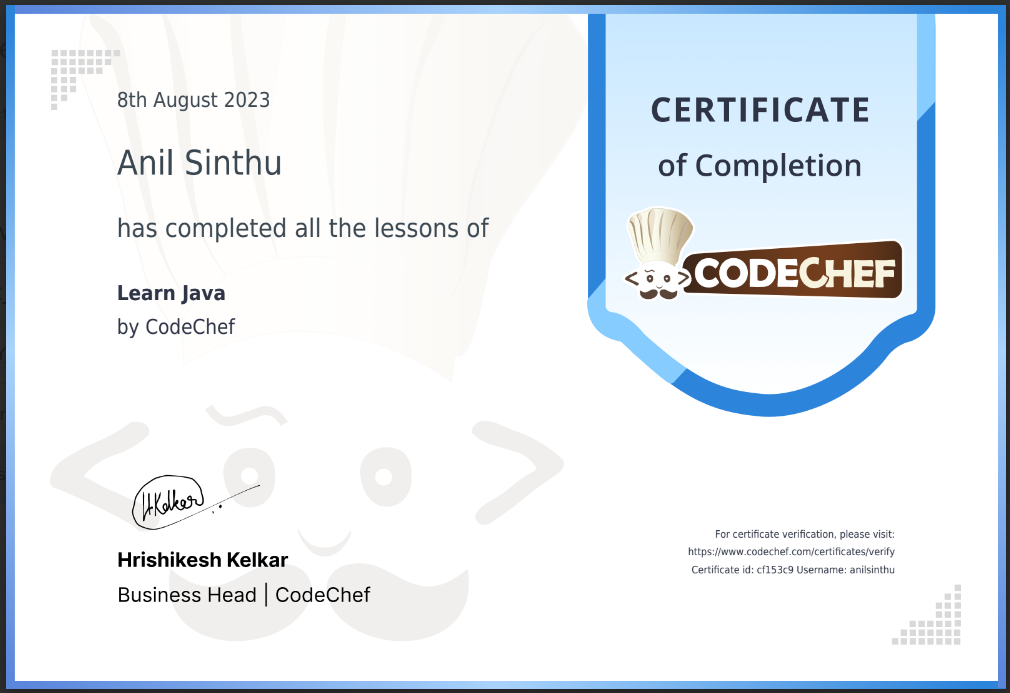 8th August 2023
Anil Sinthu
has completed all the lessons of
Learn Java
by CodeChef
CERTIFICATE
of Completion
CODECHEF
H.Kelkar
Hrishikesh Kelkar
Business Head | CodeChef
For certificate verification, please visit:
https://www.codechef.com/certificates/verify
Certificate id: cf153c9 Username: anilsinthu